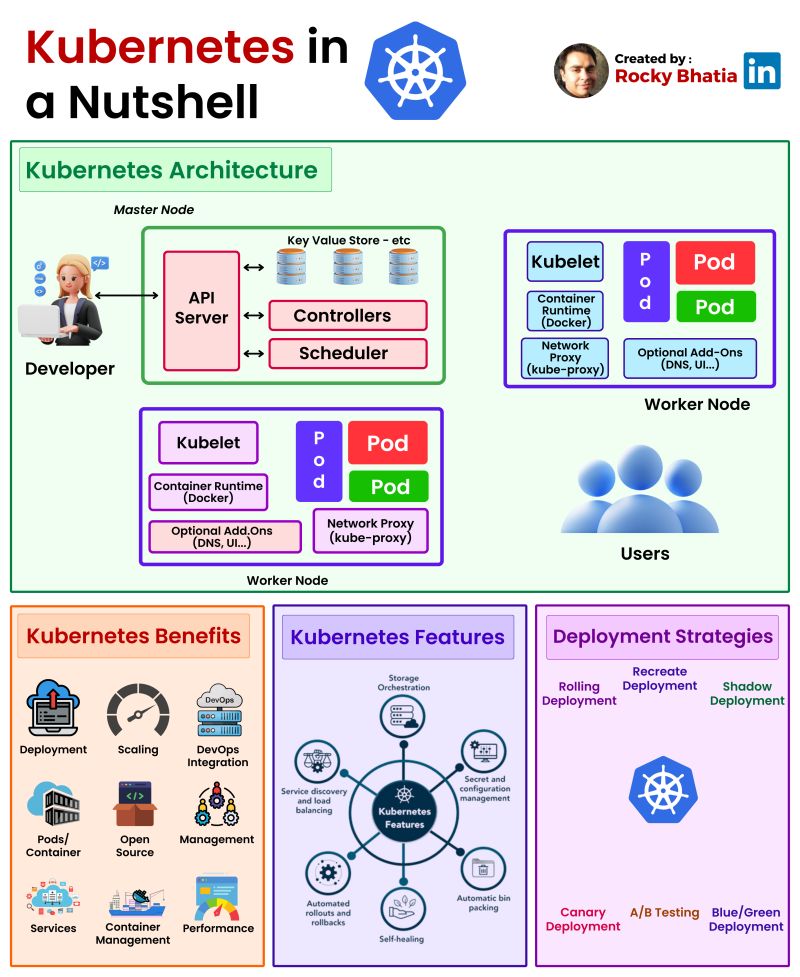 Kubernetes in
a Nutshell
Created by :
Rocky Bhatia
in
Kubernetes Architecture
Master Node
Key Value Store - etc
API
Server
Controllers
Scheduler
</>
Developer
Kubelet
Container
Runtime
(Docker)
Network
Proxy
(kube-proxy)
P
o
d
Pod
Pod
Optional Add-Ons
(DNS, UI...)
Worker Node
Kubelet
Container Runtime
(Docker)
Optional Add.Ons
(DNS, UI...)
P
o
d
Pod
Pod
Network Proxy
(kube-proxy)
Worker Node
Users
Kubernetes Benefits
Deployment
Scaling
DevOps
DevOps
Integration
Pods/
Container
</>
Open
Source
Management
Services
Container
Management
Performance
Kubernetes Features
Storage
Orchestration
Service discovery
and load
balancing
Secret and
configuration
management
Kubernetes
Features
Automated
rollouts and
rollbacks
Automatic bin
packing
Self-healing
Deployment Strategies
Rolling
Deployment
Recreate
Deployment
Shadow
Deployment
Canary
Deployment
A/B Testing
Blue/Green
Deployment